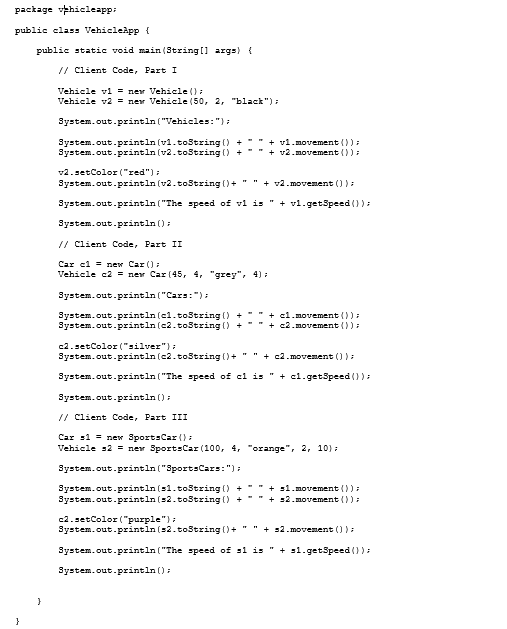 package vehicleapp;
public class VehicleApp {
public static void main(String[] args) {
// Client Code, Part I
Vehicle v1 = new Vehicle();
Vehicle v2 = new Vehicle(50, 2, "black");
System.out.println("Vehicles:");
System.out.println(v1.toString() + " " + v1.movement());
System.out.println(v2.toString() + " " + v2.movement());
v2.setColor("red");
System.out.println(v2.toString()+ " " + v2.movement());
System.out.println("The speed of v1 is " + v1.getSpeed());
System.out.println();
// Client Code, Part II
Car c1 = new Car();
Vehicle c2 = new Car(45, 4, "grey", 4);
System.out.println("Cars:");
System.out.println(c1.toString() + " " + c1.movement());
System.out.println(c2.toString() + " " + c2.movement());
c2.setColor("silver");
System.out.println(c2.toString()+ " " + c2.movement());
System.out.println("The speed of c1 is " + c1.getSpeed());
System.out.println();
// Client Code, Part III
Car s1 = new SportsCar();
Vehicle s2 = new SportsCar(100, 4, "orange", 2, 10);
System.out.println("SportsCars:");
System.out.println(s1.toString() + " " + s1.movement());
System.out.println(s2.toString() + " " + s2.movement());
c2.setColor("purple");
System.out.println(s2.toString()+ " " + s2.movement());
System.out.println("The speed of s1 is " + s1.getSpeed());
System.out.println();
}
}